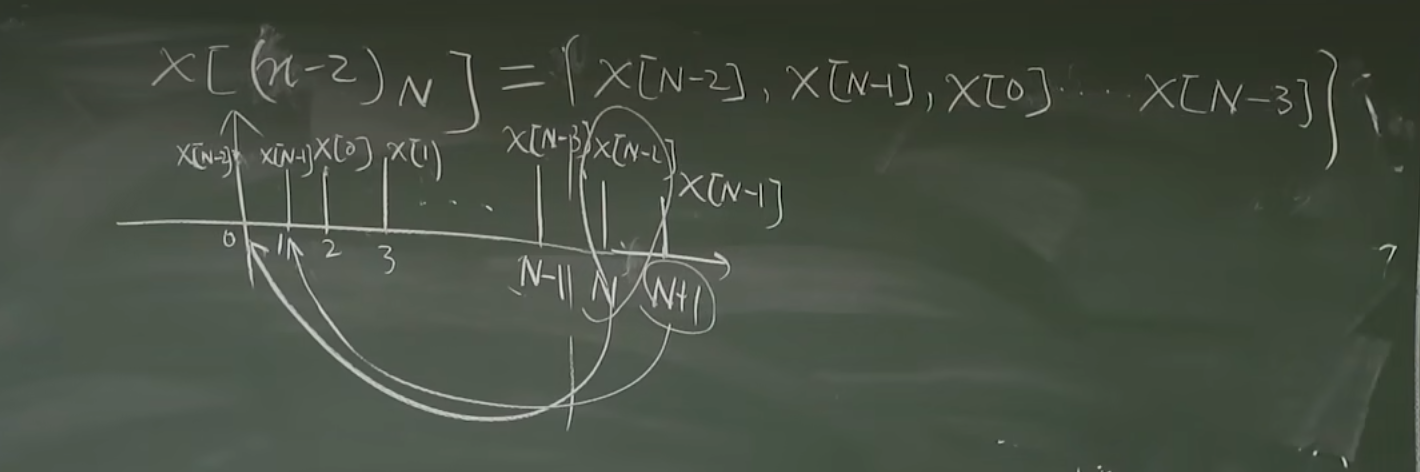 X[(n-2)_N] = { X[N-2], X[N-1], X[0] .... X[N-3] }
X[N-2] X[N-1] X[0] X[1] ... X[N-3] X[N-2] X[N-1]
0 1 2 3 N-1 N N+1